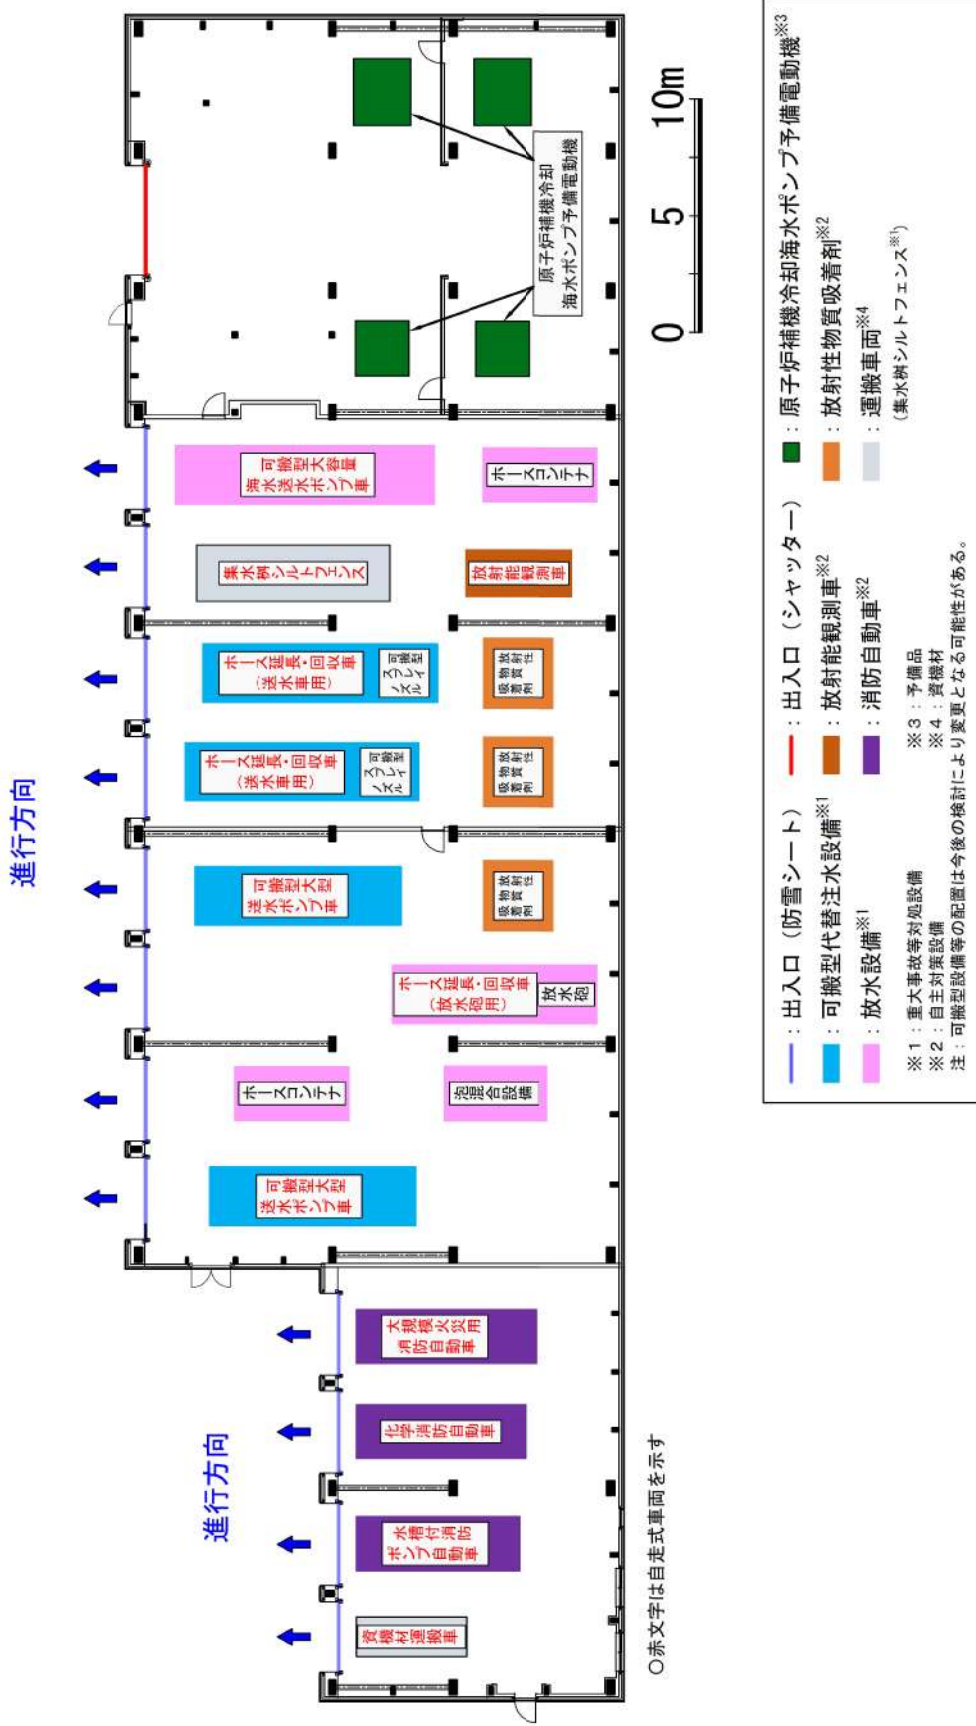 進行方向
進行方向
資機材運搬車
水槽付消防
ポンプ自動車
化学消防自動車
大規模火災用
消防自動車
可搬型大型
送水ポンプ車
ホースコンテナ
泡混合設備
ホース延長・回収車
(放水砲用)
放水砲
可搬型大型
送水ポンプ車
放射性
物質
吸着剤
ホース延長・回収車
(送水車用)
可搬型
スプレイ
ノズル
放射性
物質
吸着剤
ホース延長・回収車
(送水車用)
可搬型
スプレイ
ノズル
放射性
物質
吸着剤
集水桝シルトフェンス
放射能観測車
可搬型大容量
海水送水ポンプ車
ホースコンテナ
原子炉補機冷却
海水ポンプ予備電動機
○赤文字は自走式車両を示す
0 5 10m
:出入口(防雪シート) :出入口(シャッター) :原子炉補機冷却海水ポンプ予備電動機※3
:可搬型代替注水設備※1 :放射能観測車※2 :放射性物質吸着剤※2
:放水設備※1 :消防自動車※2 :運搬車両※4
(集水桝シルトフェンス※1)
※1:重大事故等対処設備 ※3:予備品
※2:自主対策設備 ※4:資機材
注:可搬型設備等の配置は今後の検討により変更となる可能性がある。